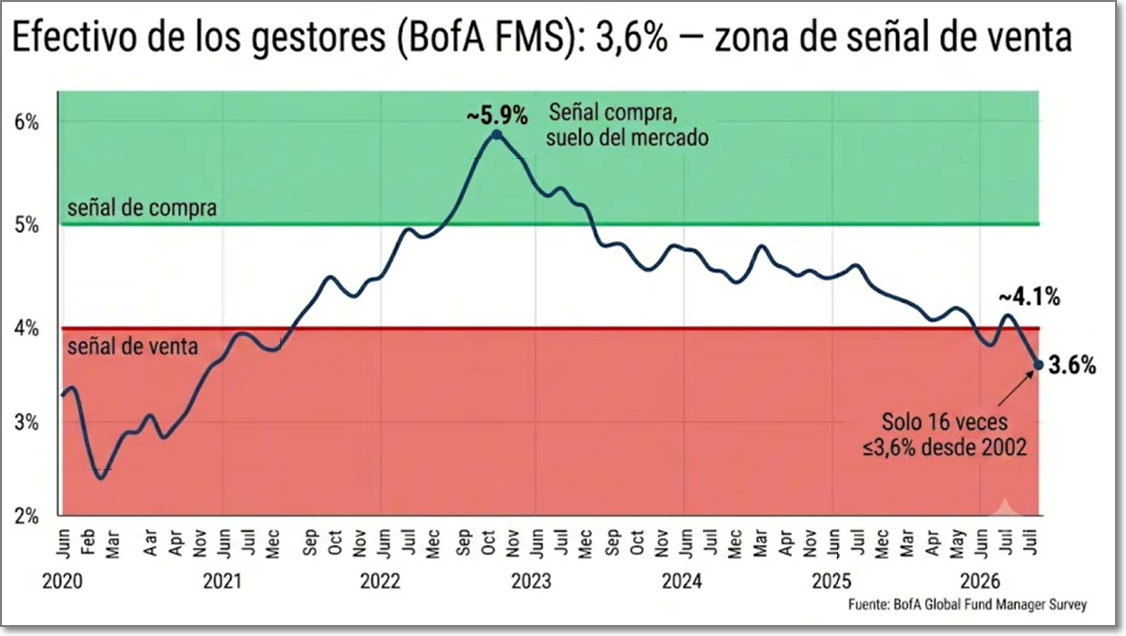 Efectivo de los gestores (BofA FMS): 3,6% — zona de señal de venta
6%
~5.9%
Señal compra,
suelo del mercado
señal de compra
5%
~4.1%
4%
señal de venta
3.6%
3%
Solo 16 veces
≤3,6% desde 2002
2%
Jun Feb Mar Aar Apr Nov Jun Mec Sep Oct Nov Jun Jul Mec Sep Oct Nov Jun Jul Sep Oct Nov Jun Jul Mec Mar Apr Nov Jun Jul Mec Mar Apr May Jun Jul Juli
2020 2021 2022 2023 2024 2025 2026
Fuente: BofA Global Fund Manager Survey